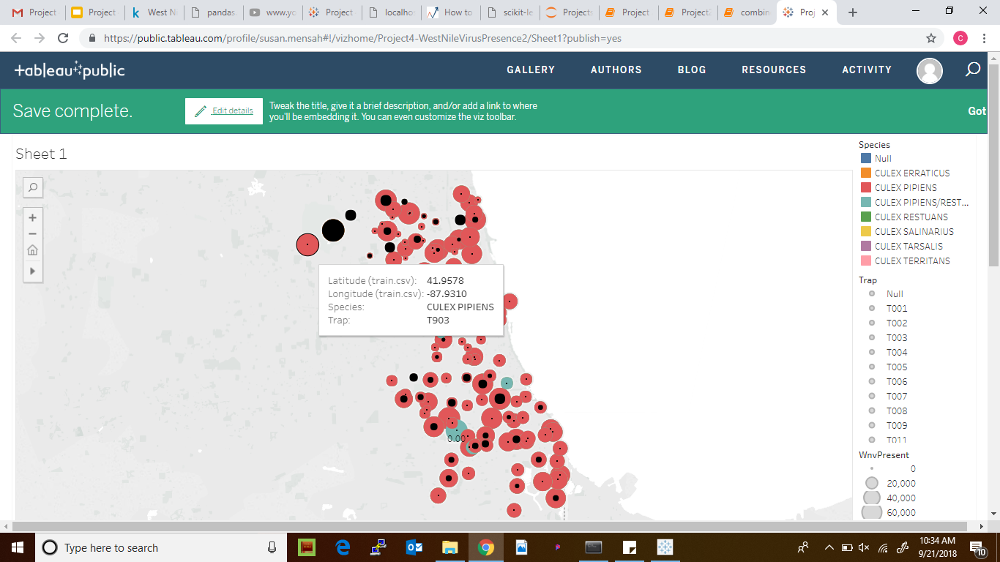 Project
Project
West Ni
pandas
www.yo
Project
localho
How to
scikit-le
Projects
Project
Project2
combin
Proj
https://public.tableau.com/profile/susan.mensah#!/vizhome/Project4-WestNileVirusPresence2/Sheet1?publish=yes
C
+ableau public
GALLERY
AUTHORS
BLOG
RESOURCES
ACTIVITY
Save complete.
Edit details
Tweak the title, give it a brief description, and/or add a link to where
you'll be embedding it. You can even customize the viz toolbar.
Got
Sheet 1
Species
Null
CULEX ERRATICUS
CULEX PIPIENS
CULEX PIPIENS/REST...
CULEX RESTUANS
CULEX SALINARIUS
CULEX TARSALIS
CULEX TERRITANS
Latitude (train.csv): 41.9578
Longitude (train.csv): -87.9310
Species: CULEX PIPIENS
Trap: T903
0.00
Trap
Null
T001
T002
T003
T004
T005
T006
T007
T008
T009
T011
WnvPresent
0
20,000
40,000
60,000
Type here to search
10:34 AM
9/21/2018
10